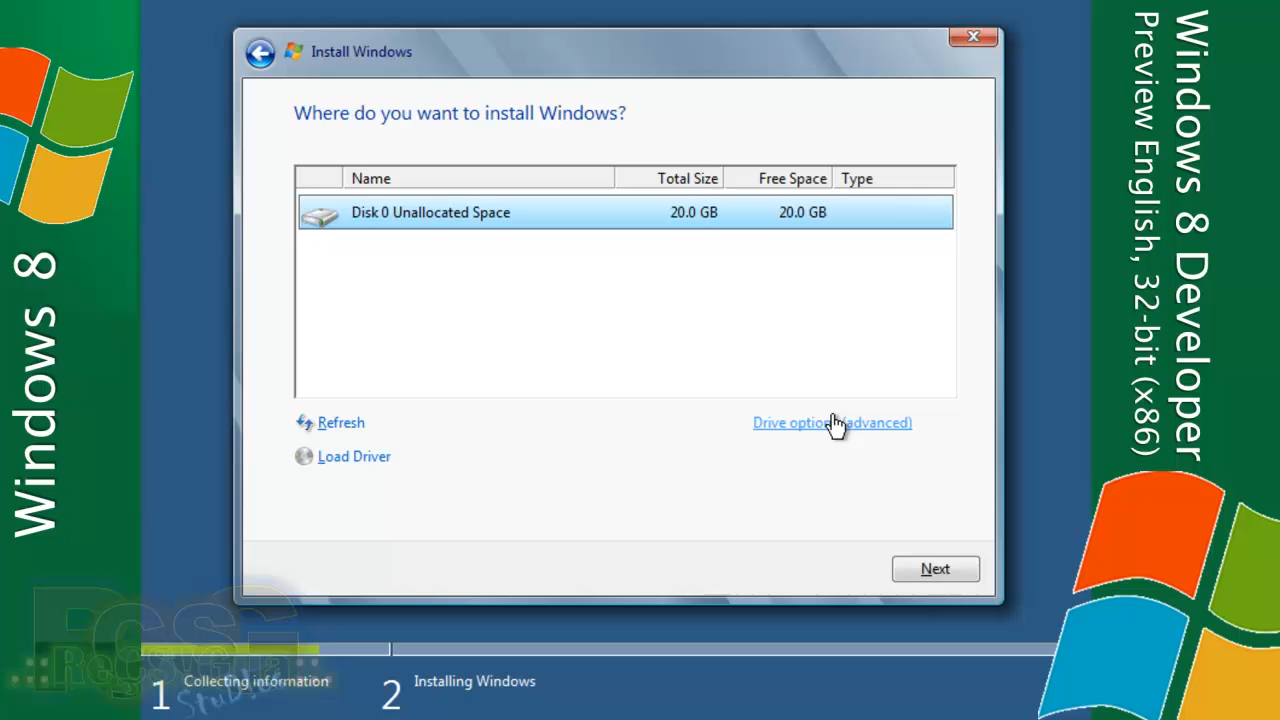 Windows 8
Install Windows
Where do you want to install Windows?
Name Total Size Free Space Type
Disk 0 Unallocated Space 20.0 GB 20.0 GB
Refresh
Drive option (advanced)
Load Driver
Next
1 Collecting information
2 Installing Windows
Windows 8 Developer
Preview English, 32-bit (x86)
Studios